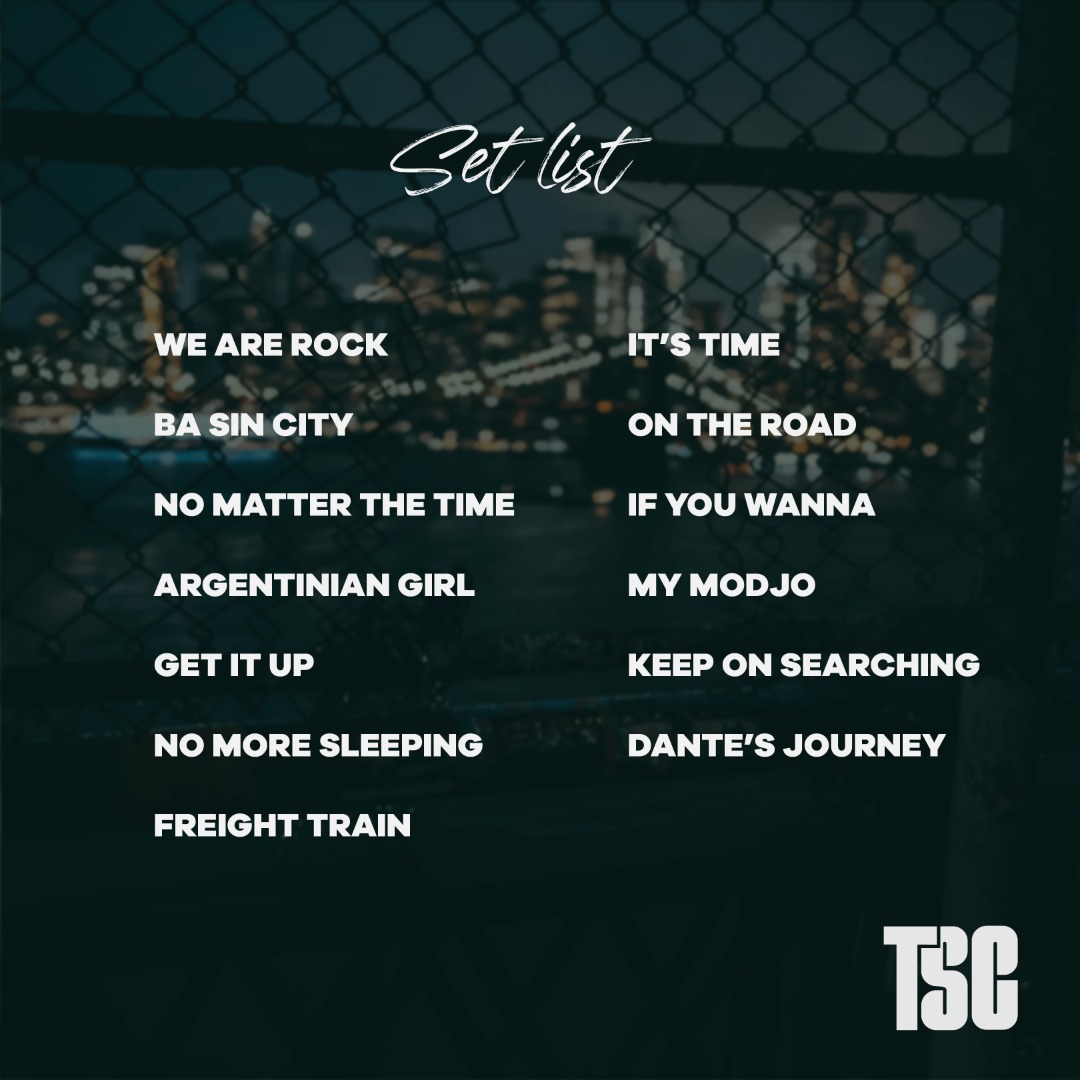 Set list
WE ARE ROCK
BA SIN CITY
NO MATTER THE TIME
ARGENTINIAN GIRL
GET IT UP
NO MORE SLEEPING
FREIGHT TRAIN
IT’S TIME
ON THE ROAD
IF YOU WANNA
MY MODJO
KEEP ON SEARCHING
DANTE’S JOURNEY
TSC